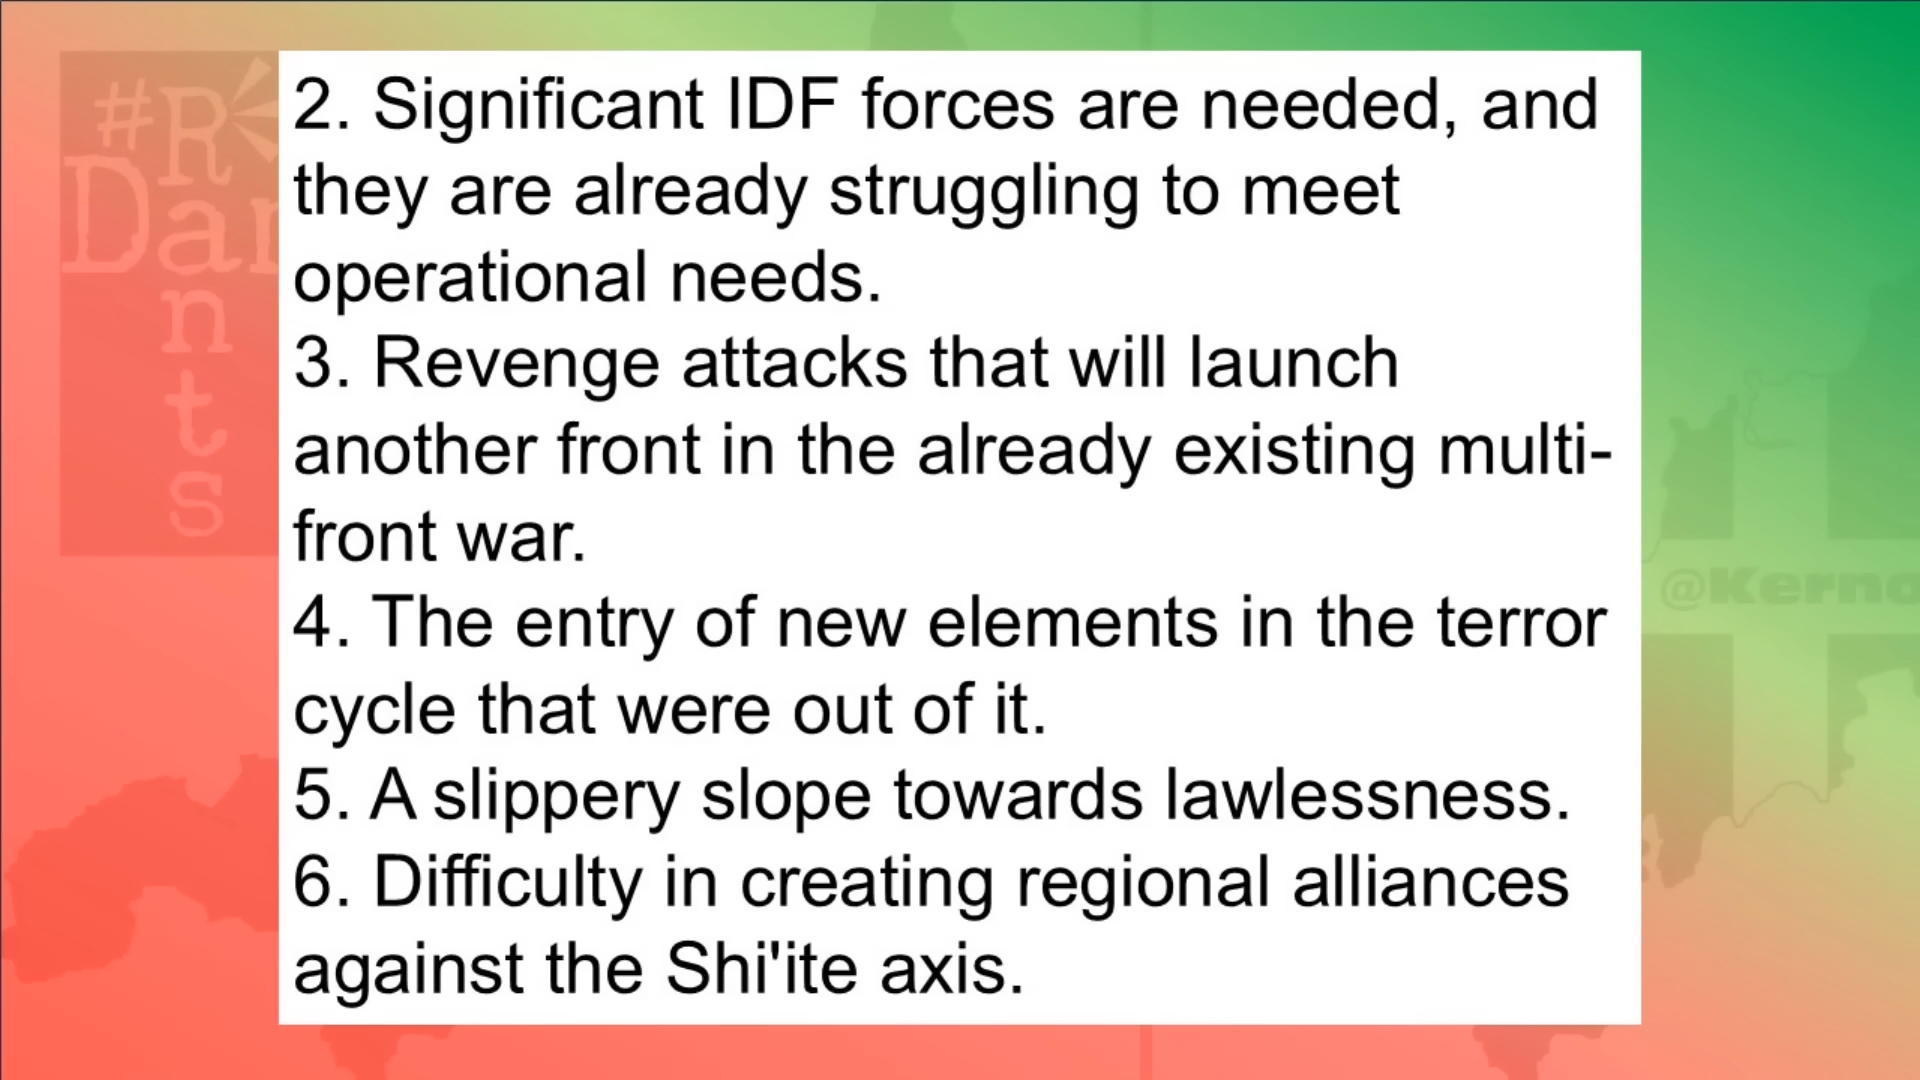 #R
Dan
n
t
s
2. Significant IDF forces are needed, and
they are already struggling to meet
operational needs.
3. Revenge attacks that will launch
another front in the already existing multi-
front war.
4. The entry of new elements in the terror
cycle that were out of it.
5. A slippery slope towards lawlessness.
6. Difficulty in creating regional alliances
against the Shi'ite axis.